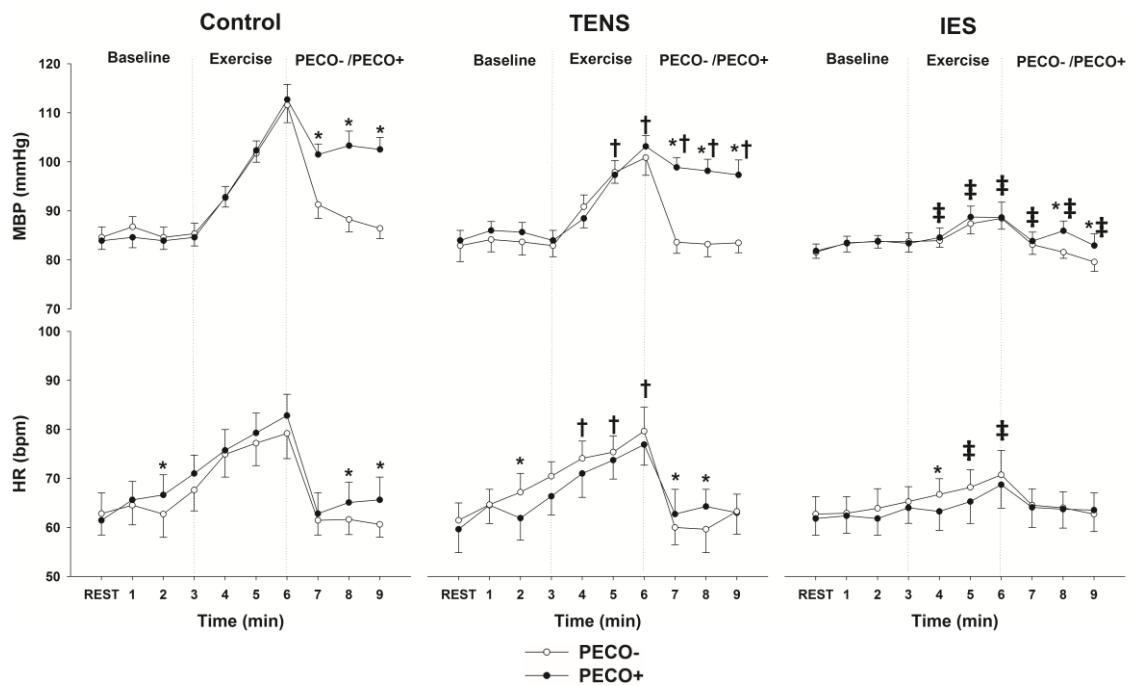 Control TENS IES
Baseline Exercise PECO- /PECO+ Baseline Exercise PECO- /PECO+ Baseline Exercise PECO- /PECO+
MBP (mmHg)
120
110
100
90
80
70
* * *
† † *† *† *†
‡ ‡ ‡ ‡ *‡ *‡
HR (bpm)
100
90
80
70
60
50
* * *
* † † † * *
* ‡ ‡
REST 1 2 3 4 5 6 7 8 9 REST 1 2 3 4 5 6 7 8 9 REST 1 2 3 4 5 6 7 8 9
Time (min) Time (min) Time (min)
PECO-
PECO+